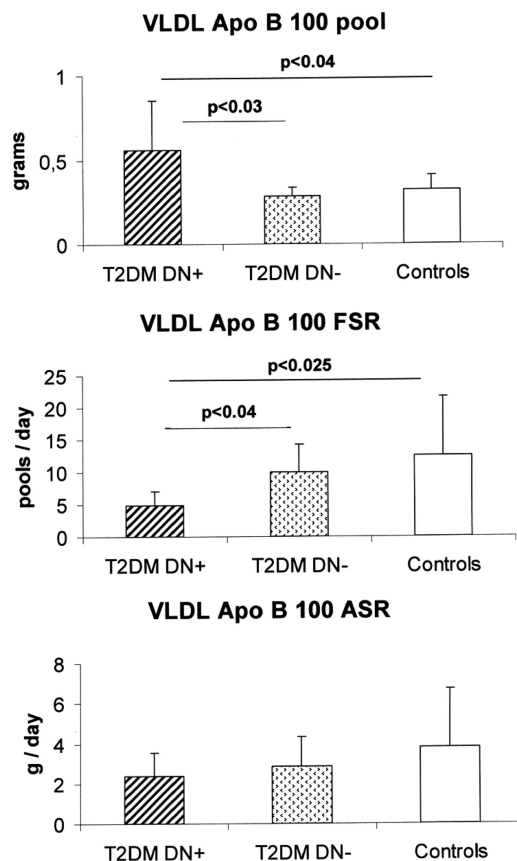 VLDL Apo B 100 pool
p<0.04
p<0.03
grams
1
0,5
0
T2DM DN+ T2DM DN- Controls
VLDL Apo B 100 FSR
p<0.025
p<0.04
pools / day
25
20
15
10
5
0
T2DM DN+ T2DM DN- Controls
VLDL Apo B 100 ASR
g / day
8
6
4
2
0
T2DM DN+ T2DM DN- Controls